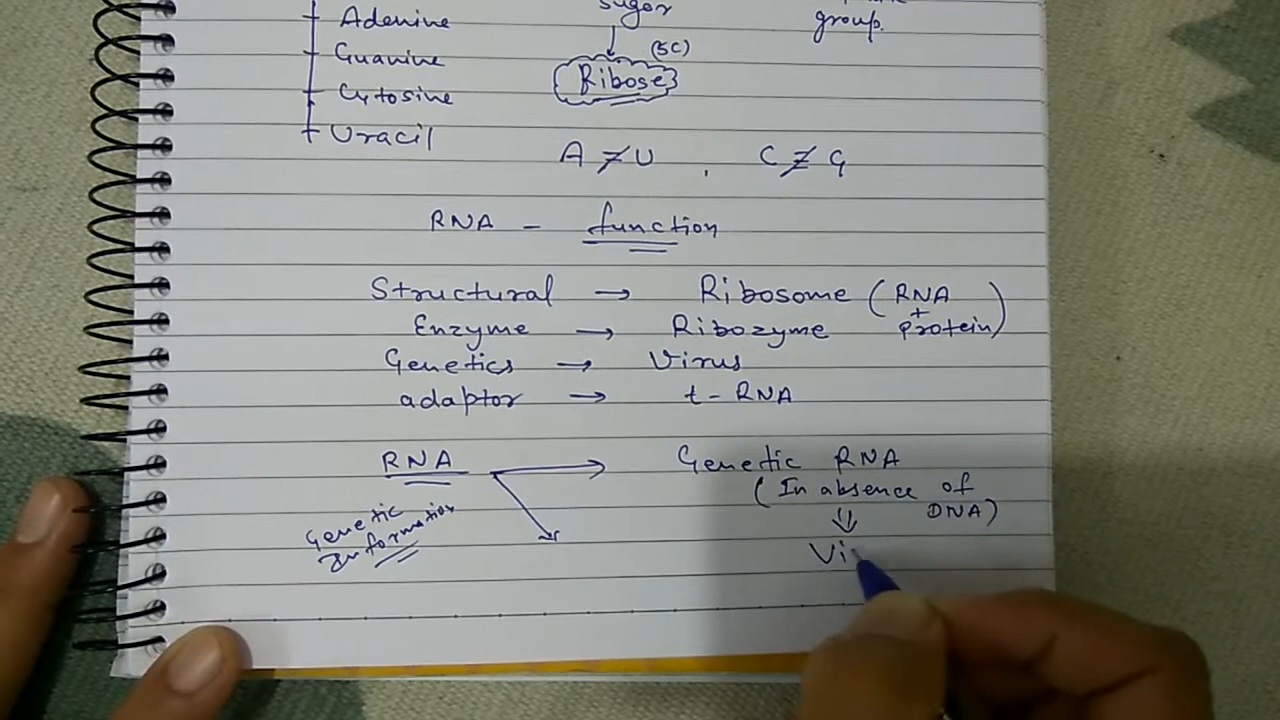 Adenine
sugar
group.
Guanine
(5C)
Ribose
Cytosine
Uracil
A ≠ U , C ≠ G
RNA - function
Structural → Ribosome (RNA + protein)
Enzyme → Ribozyme
Genetics → Virus
adaptor → t-RNA
RNA → Genetic RNA
(In absence of DNA)
Genetic
Information
⇓
Vi